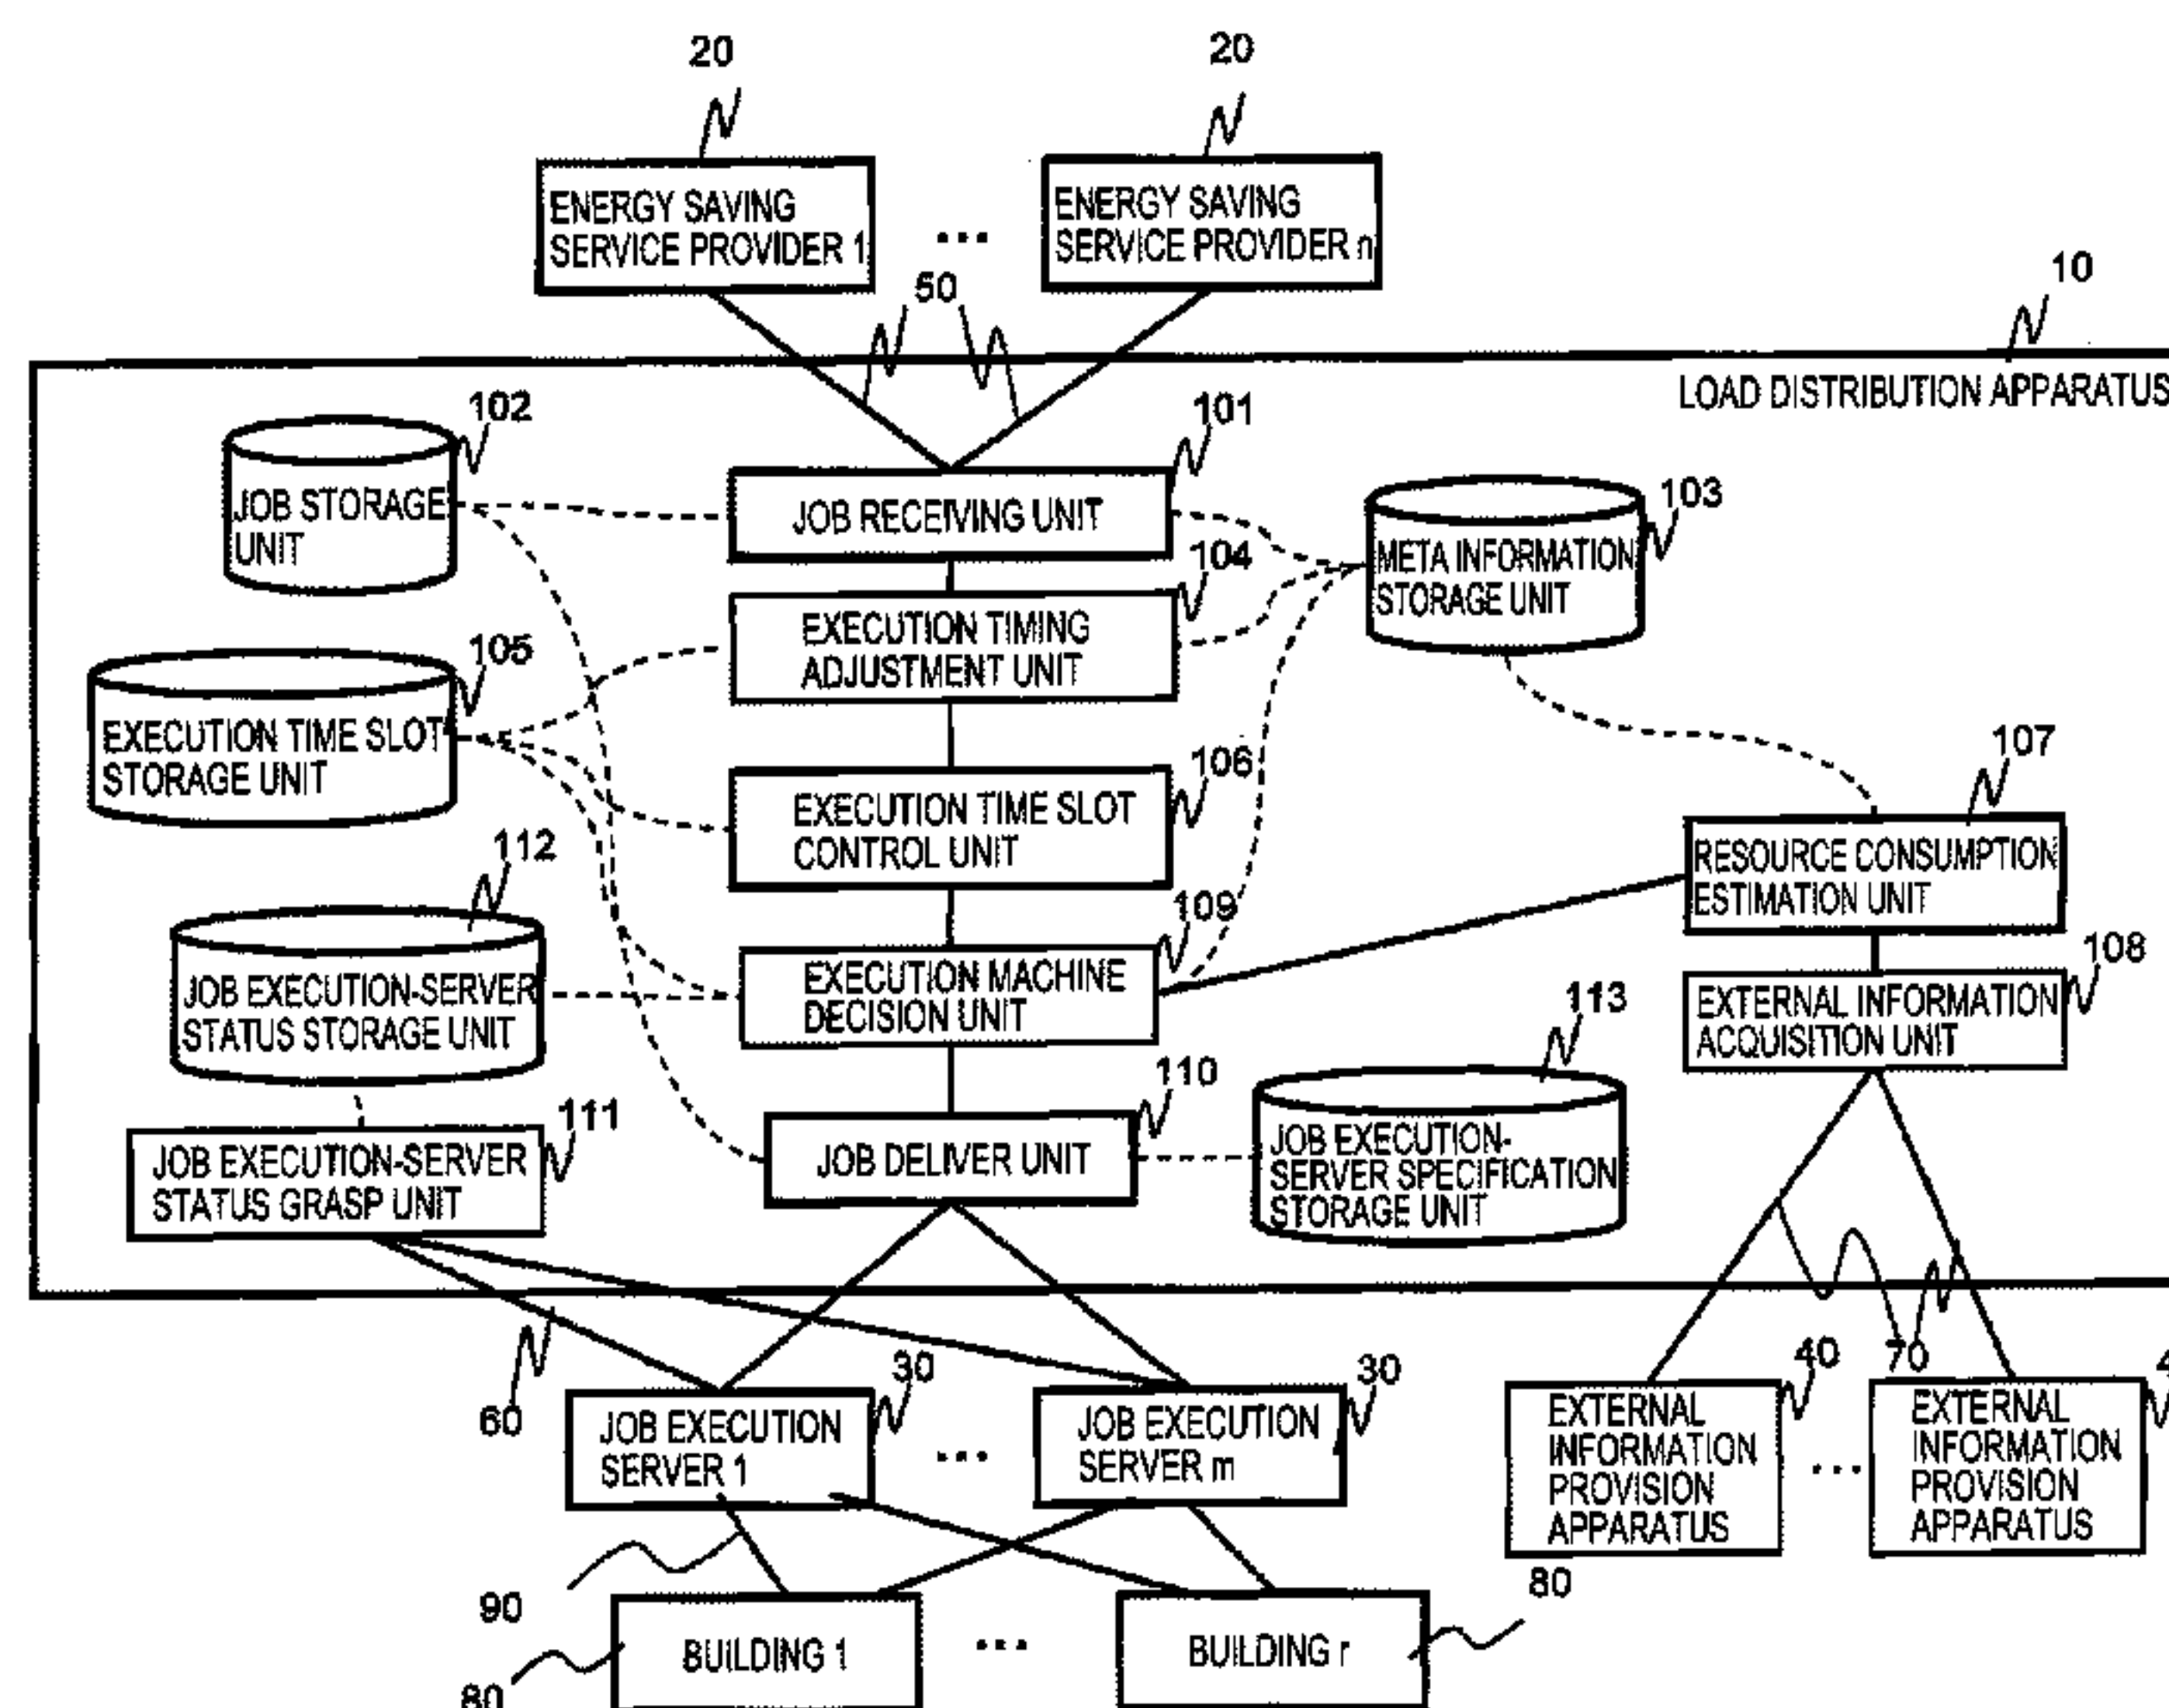 20
20
ENERGY SAVING
SERVICE PROVIDER 1
...
ENERGY SAVING
SERVICE PROVIDER n
50
10
LOAD DISTRIBUTION APPARATUS
102
101
JOB STORAGE
UNIT
JOB RECEIVING UNIT
103
META INFORMATION
STORAGE UNIT
104
EXECUTION TIMING
ADJUSTMENT UNIT
105
EXECUTION TIME SLOT
STORAGE UNIT
106
EXECUTION TIME SLOT
CONTROL UNIT
107
RESOURCE CONSUMPTION
ESTIMATION UNIT
112
JOB EXECUTION-SERVER
STATUS STORAGE UNIT
109
EXECUTION MACHINE
DECISION UNIT
108
EXTERNAL INFORMATION
ACQUISITION UNIT
113
JOB EXECUTION-
SERVER SPECIFICATION
STORAGE UNIT
110
JOB DELIVER UNIT
111
JOB EXECUTION-SERVER
STATUS GRASP UNIT
60
30
JOB EXECUTION
SERVER 1
...
30
JOB EXECUTION
SERVER m
70
40
EXTERNAL
INFORMATION
PROVISION
APPARATUS
...
4
EXTERNAL
INFORMATION
PROVISION
APPARATUS
90
80
BUILDING 1
...
BUILDING r
80